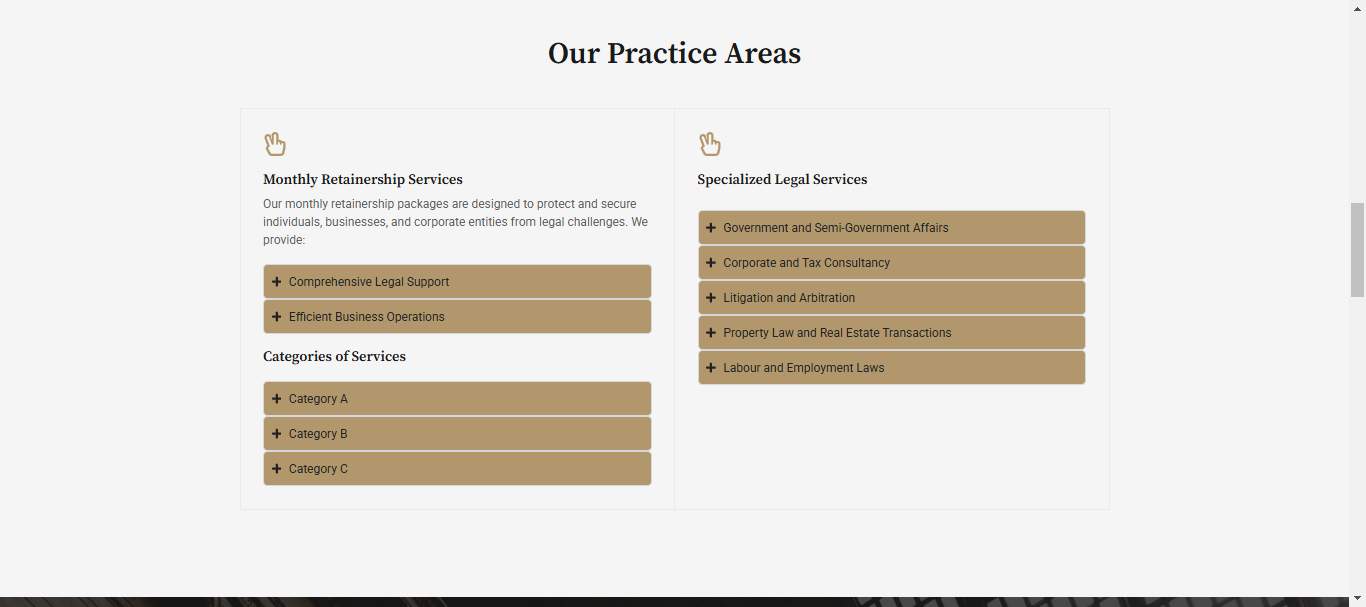 Our Practice Areas
Monthly Retainership Services
Our monthly retainership packages are designed to protect and secure
individuals, businesses, and corporate entities from legal challenges. We
provide:
Comprehensive Legal Support
Efficient Business Operations
Categories of Services
Category A
Category B
Category C
Specialized Legal Services
Government and Semi-Government Affairs
Corporate and Tax Consultancy
Litigation and Arbitration
Property Law and Real Estate Transactions
Labour and Employment Laws